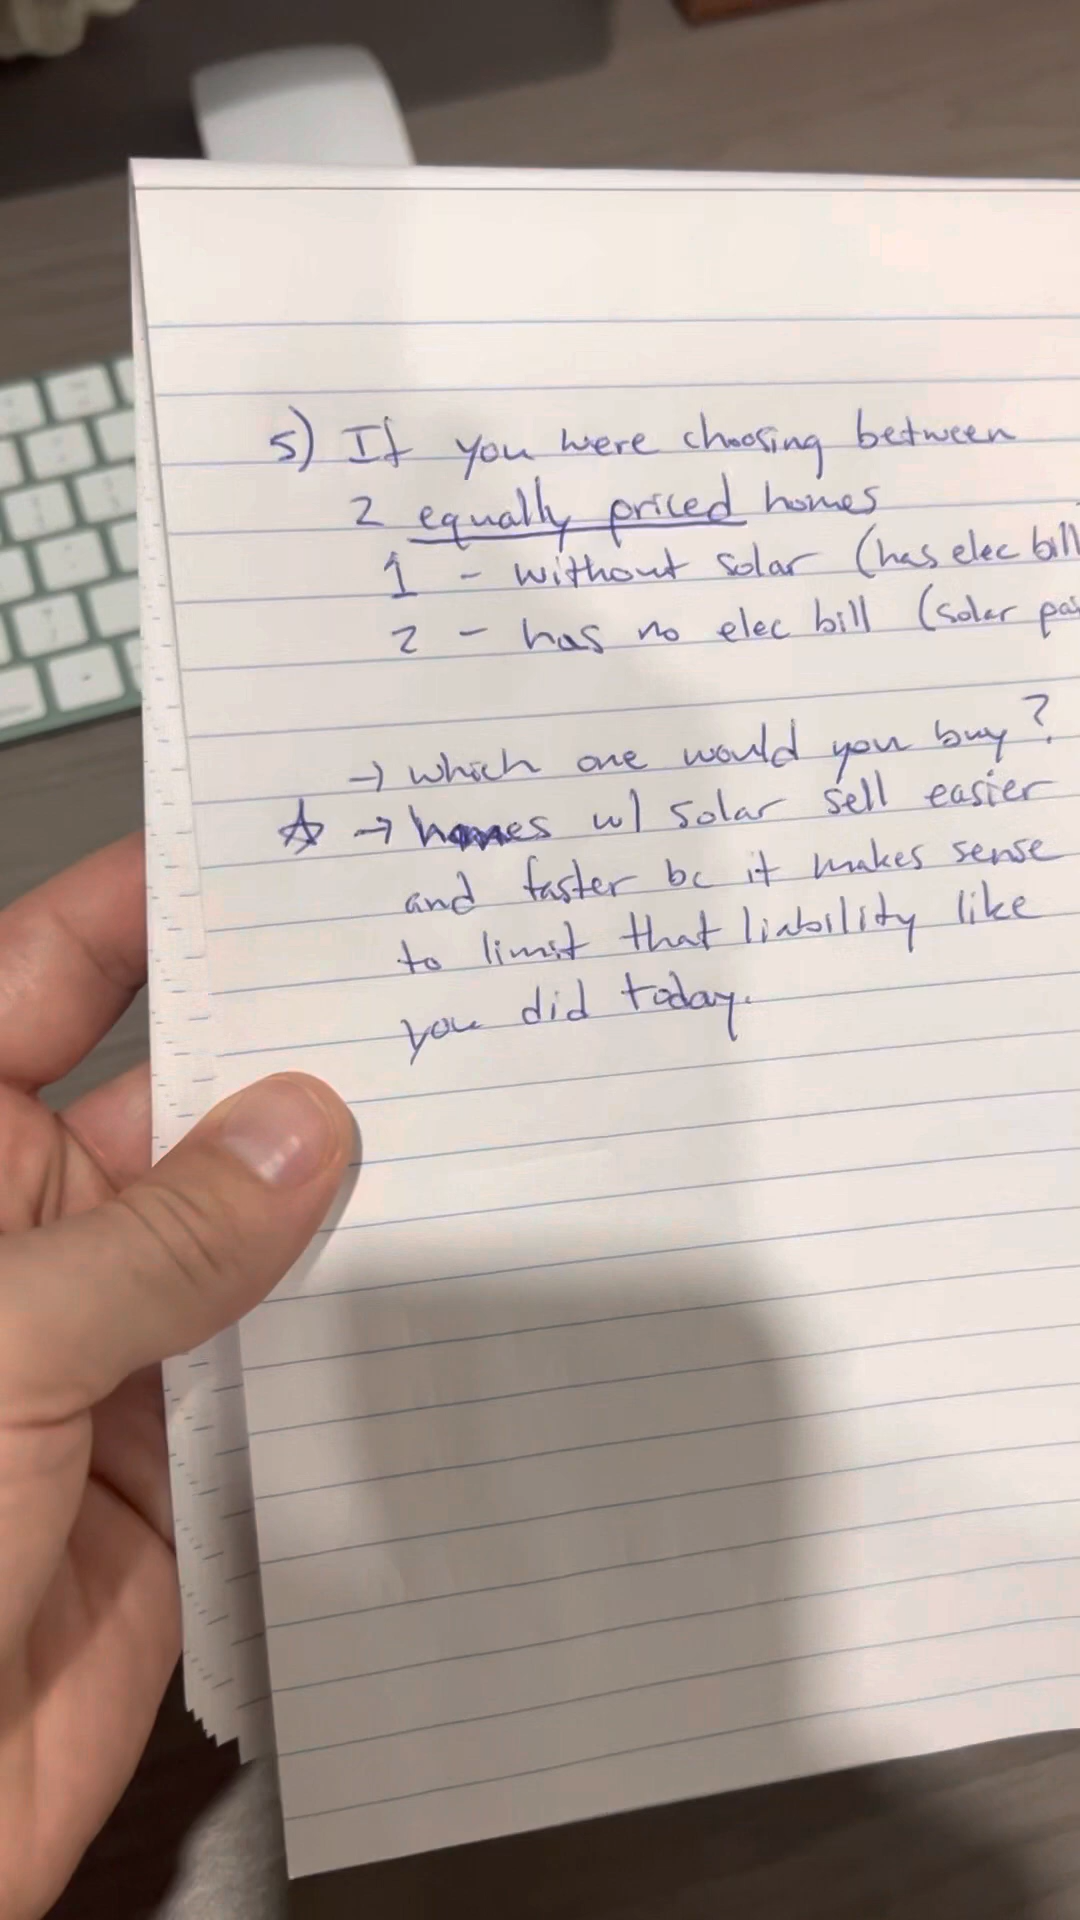 5) If you were choosing between
2 equally priced homes
1 - without solar (has elec bill
2 - has no elec bill (solar
→ which one would you buy?
☆ → homes w/ solar sell easier
and faster bc it makes sense
to limit that liability like
you did today.